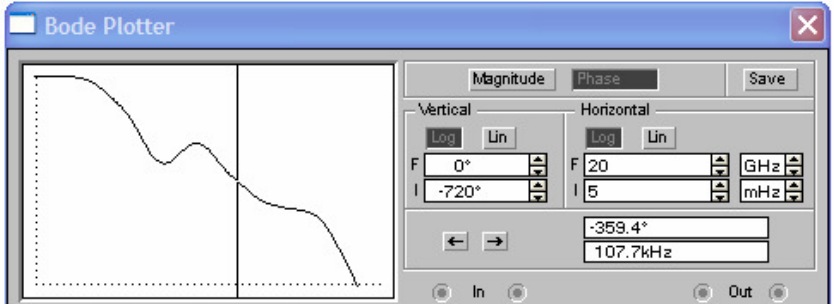 Bode Plotter
Magnitude Phase Save
Vertical Horizontal
Log Lin Log Lin
F 0° F 20 GHz
I -720° I 5 mHz
← →
-359.4°
107.7kHz
In Out